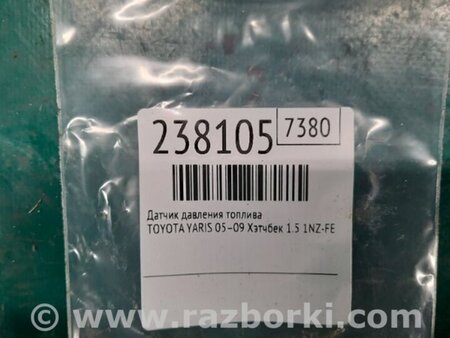 238105 7380
Датчик давления топлива
TOYOTA YARIS 05-09 Хэтчбек 1.5 1NZ-FE
www.razborki.com